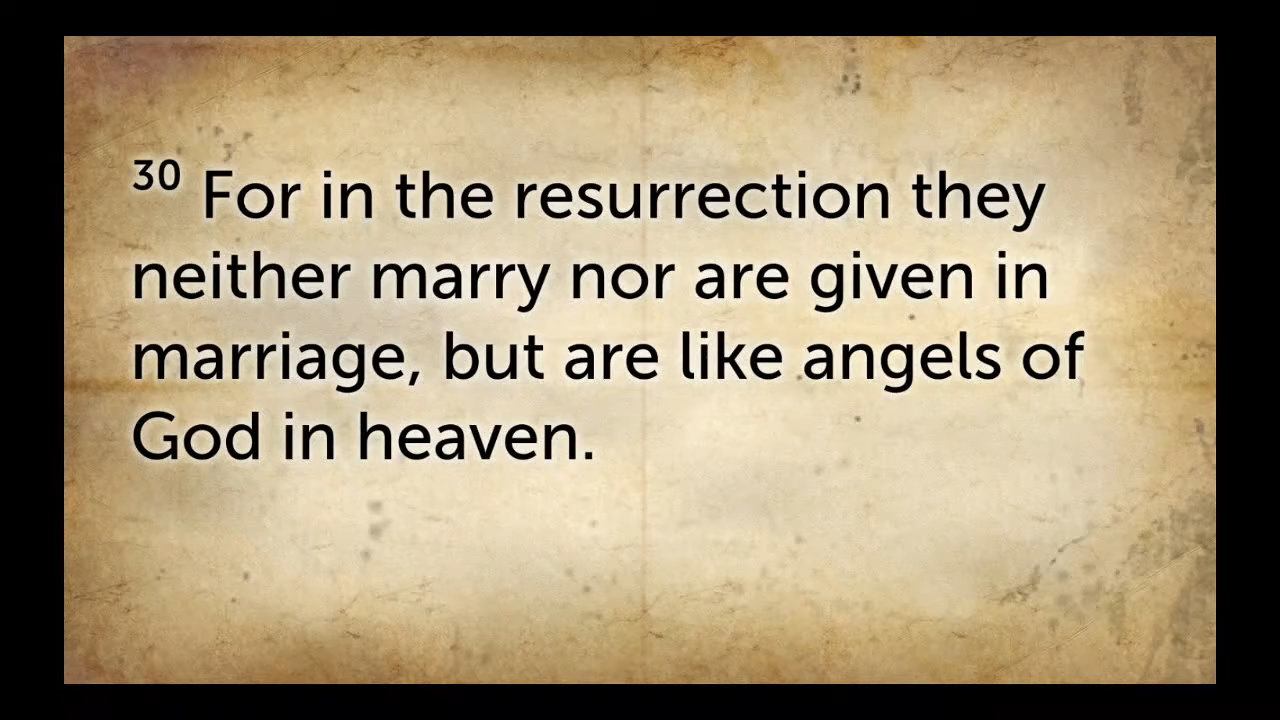 30 For in the resurrection they
neither marry nor are given in
marriage, but are like angels of
God in heaven.